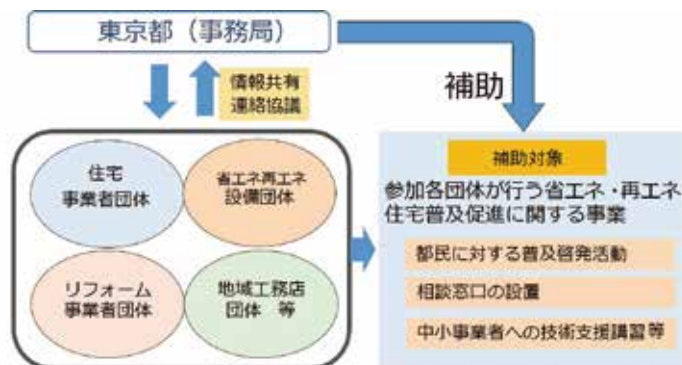 東京都（事務局）
情報共有
連絡協議
補助
住宅
事業者団体
省エネ再エネ
設備団体
リフォーム
事業者団体
地域工務店
団体　等
補助対象
参加各団体が行う省エネ・再エネ
住宅普及促進に関する事業
都民に対する普及啓発活動
相談窓口の設置
中小事業者への技術支援講習等